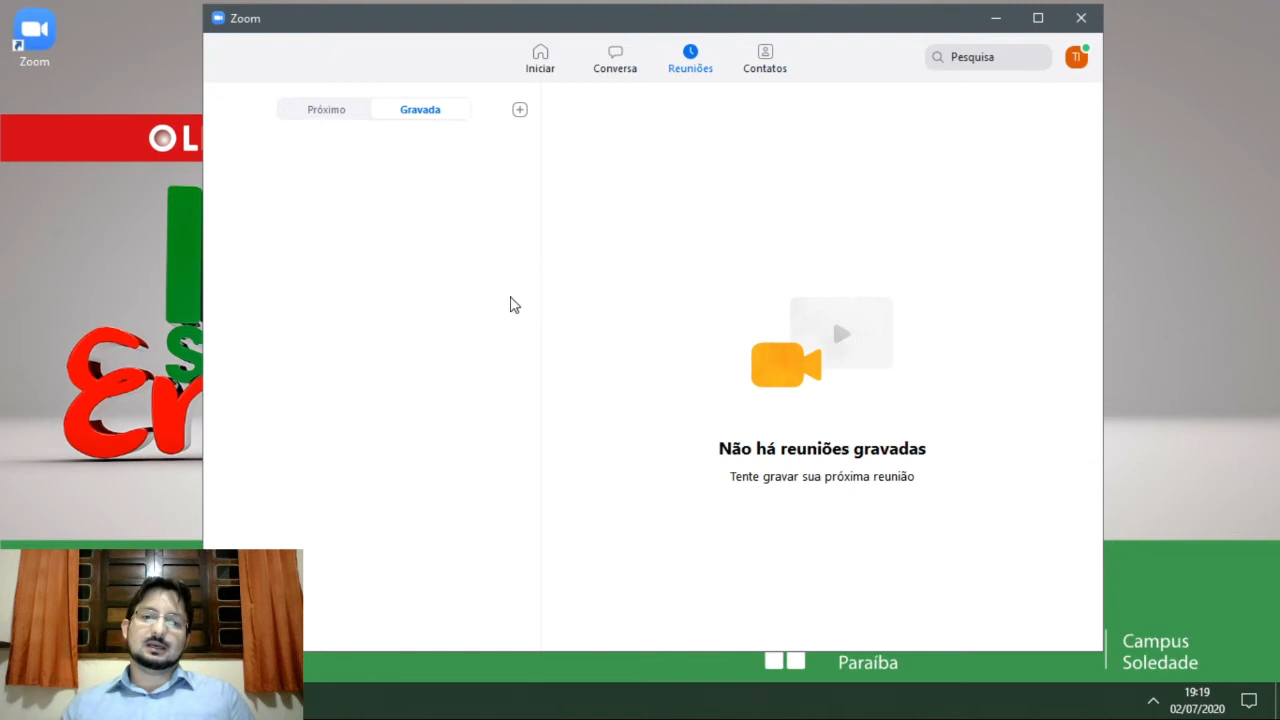 Zoom
Zoom
Iniciar
Conversa
Reuniões
Contatos
Pesquisa
TI
Próximo
Gravada
Não há reuniões gravadas
Tente gravar sua próxima reunião
Paraíba
Campus
Soledade
19:19
02/07/2020